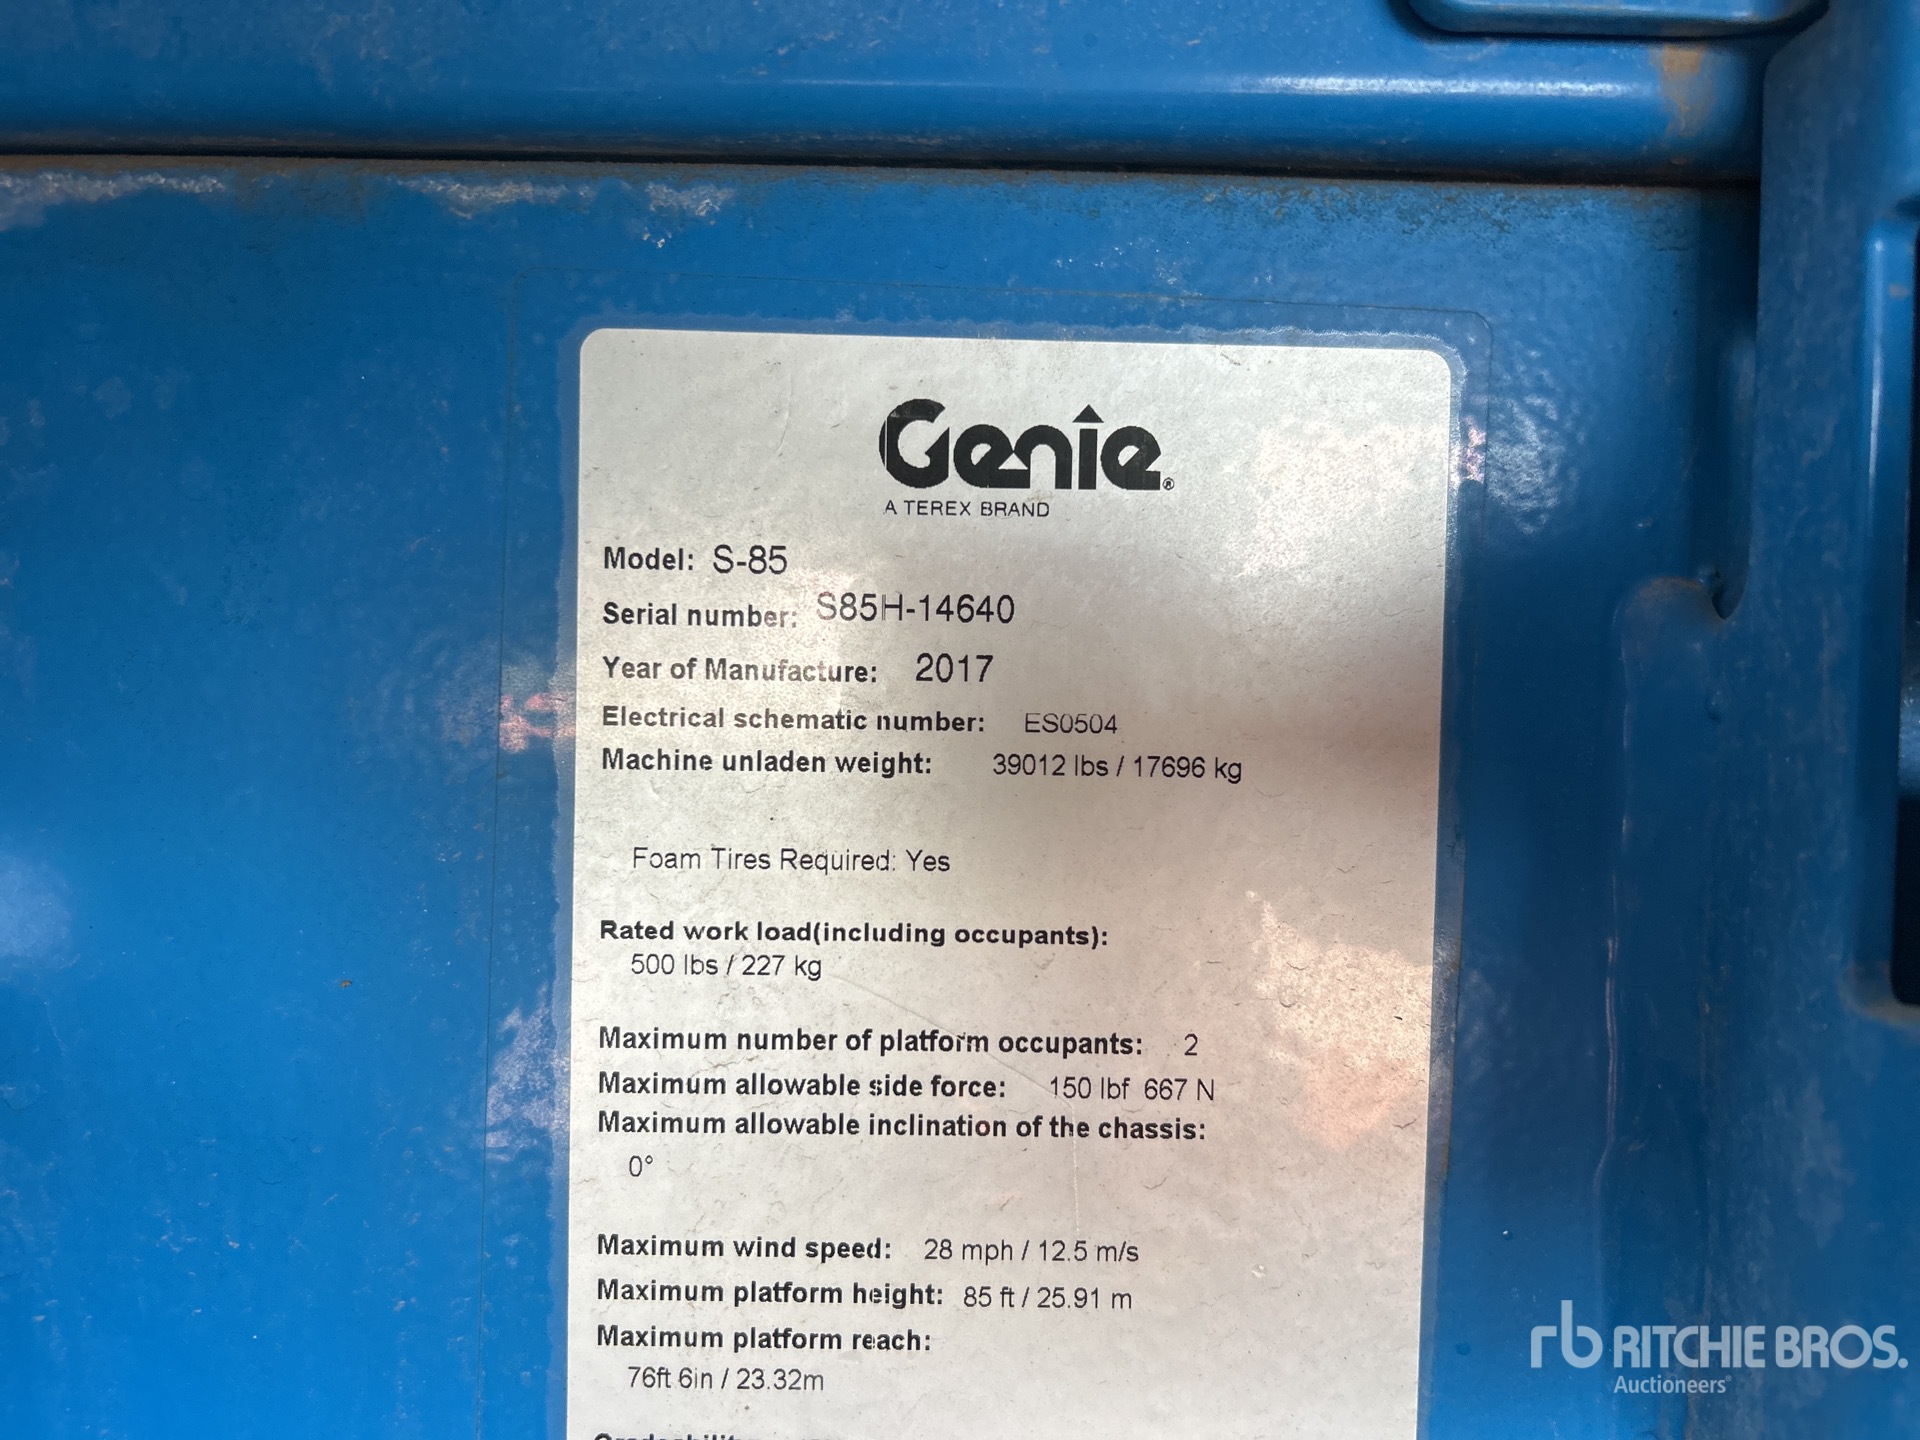 Genie®
A TEREX BRAND
Model: S-85
Serial number: S85H-14640
Year of Manufacture: 2017
Electrical schematic number: ES0504
Machine unladen weight: 39012 lbs / 17696 kg
Foam Tires Required: Yes
Rated work load(including occupants):
500 lbs / 227 kg
Maximum number of platform occupants: 2
Maximum allowable side force: 150 lbf 667 N
Maximum allowable inclination of the chassis:
0°
Maximum wind speed: 28 mph / 12.5 m/s
Maximum platform height: 85 ft / 25.91 m
Maximum platform reach:
76ft 6in / 23.32m
rb RITCHIE BROS.
Auctioneers